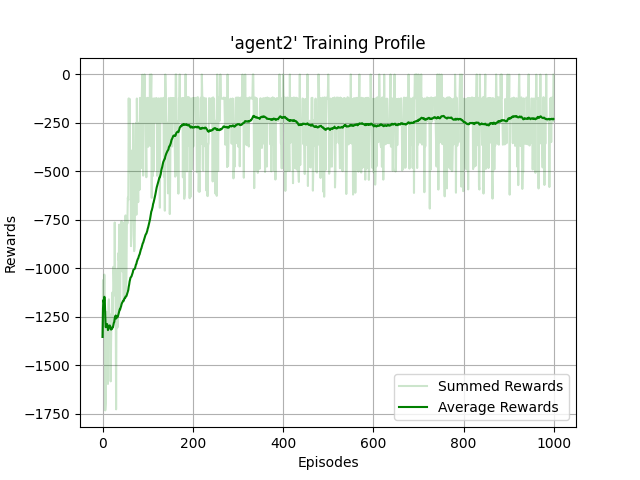 'agent2' Training Profile
0
−250
−500
−750
−1000
−1250
−1500
−1750
Rewards
0 200 400 600 800 1000
Episodes
Summed Rewards
Average Rewards